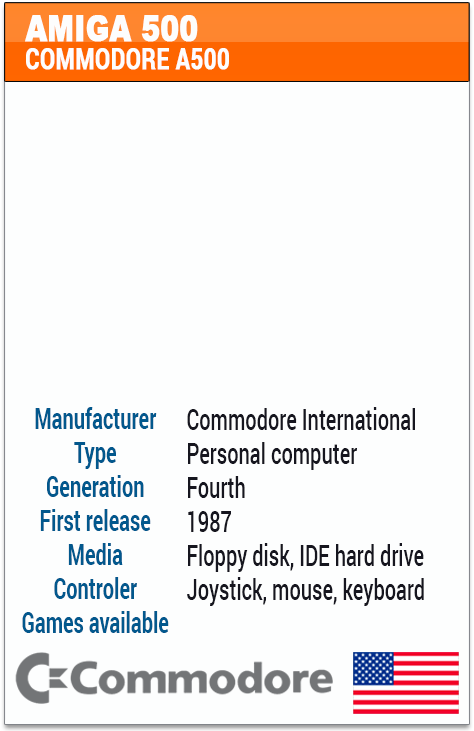 AMIGA 500
COMMODORE A500
Manufacturer Commodore International
Type Personal computer
Generation Fourth
First release 1987
Media Floppy disk, IDE hard drive
Controler Joystick, mouse, keyboard
Games available
Commodore